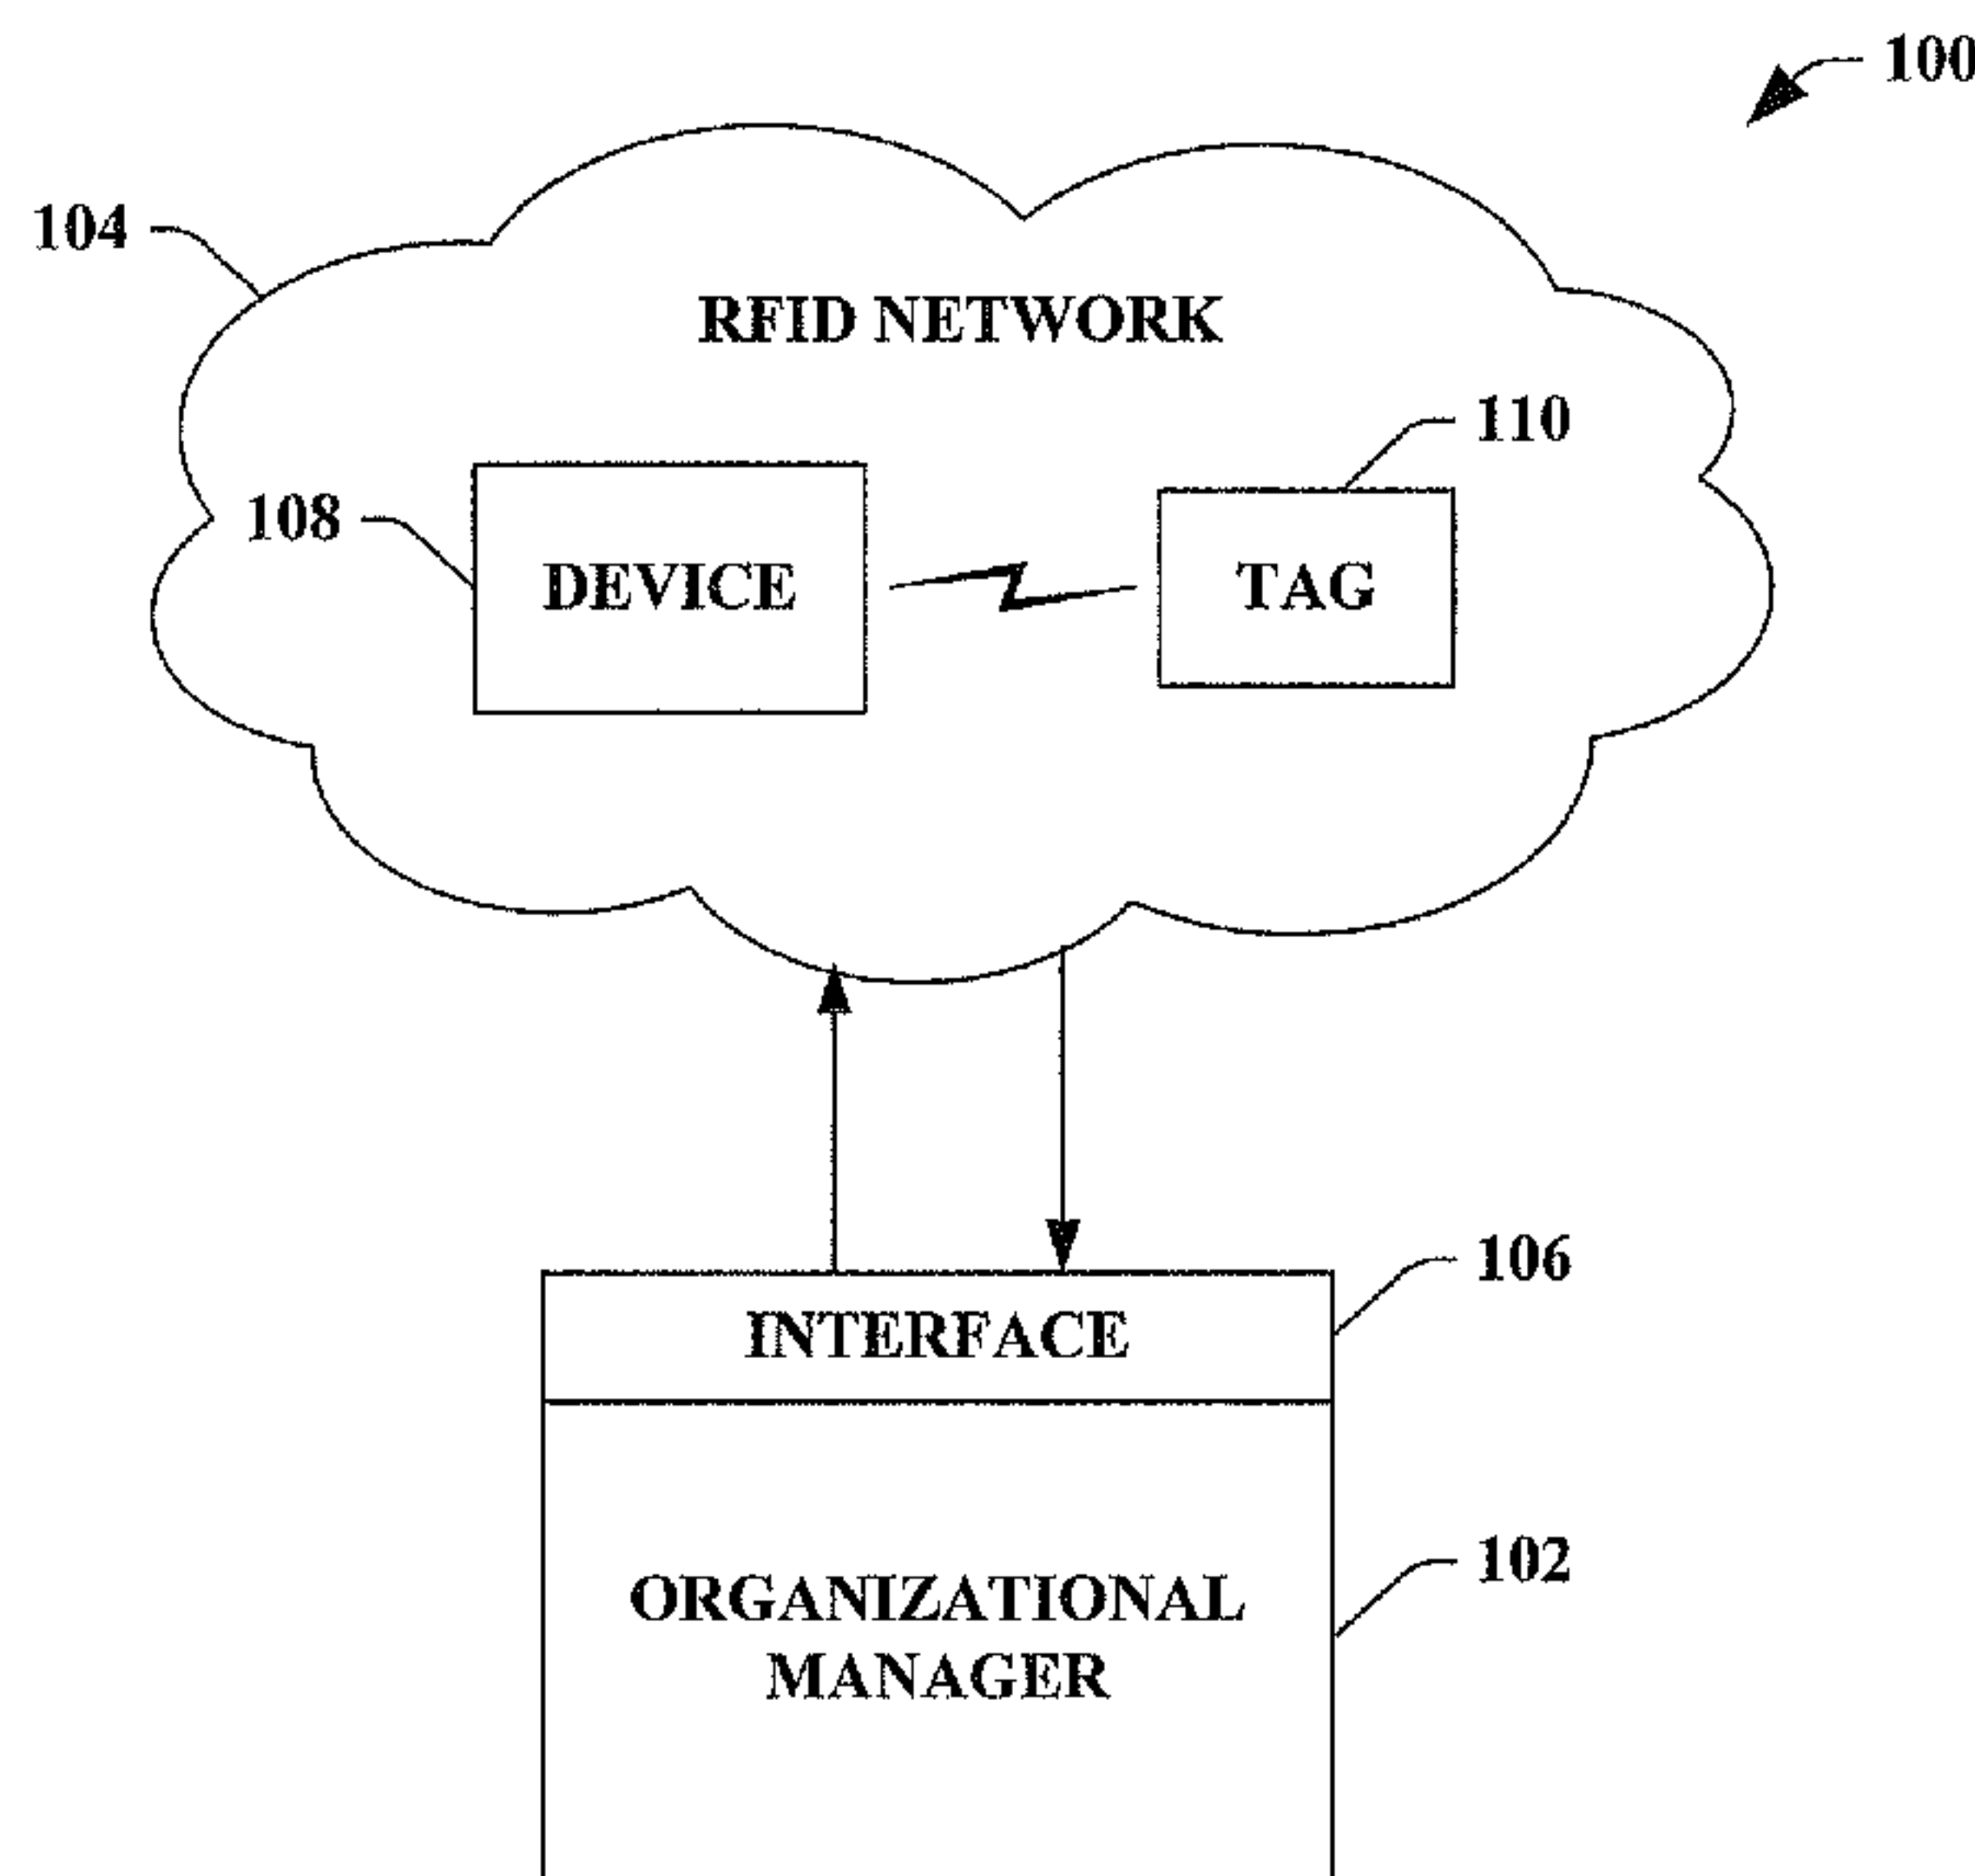 100
104
RFID NETWORK
110
108
DEVICE
TAG
106
INTERFACE
102
ORGANIZATIONAL
MANAGER